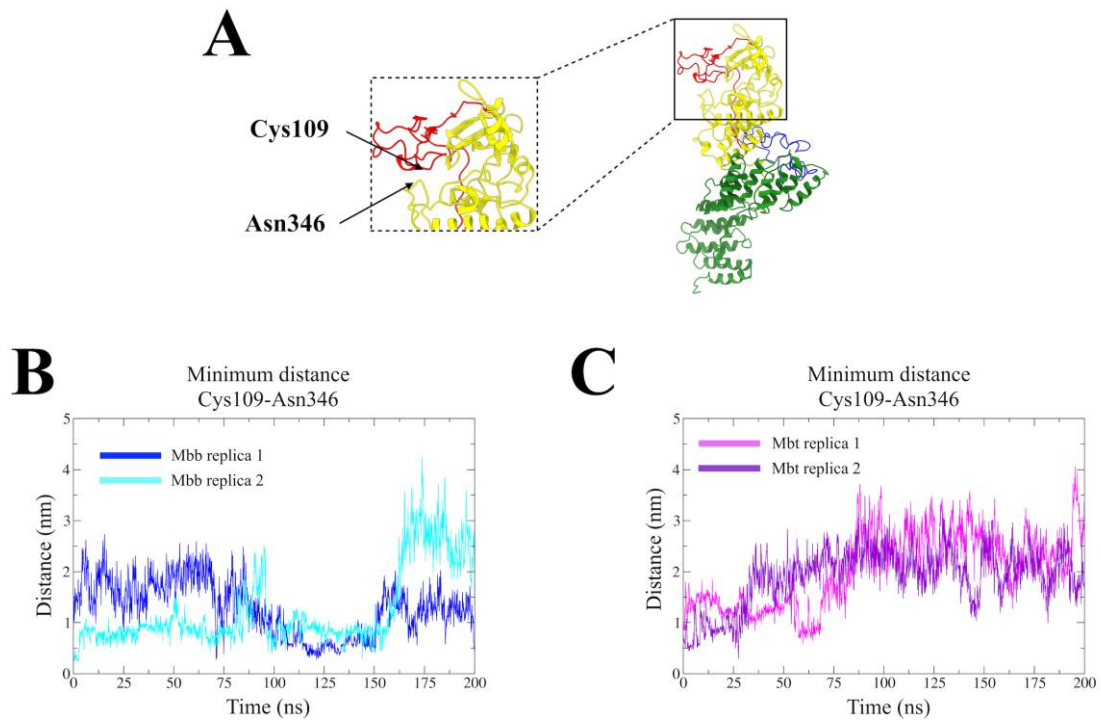 A
Cys109
Asn346
B
Minimum distance
Cys109-Asn346
Mbb replica 1
Mbb replica 2
Distance (nm)
5
4
3
2
1
0
0 25 50 75 100 125 150 175 200
Time (ns)
C
Minimum distance
Cys109-Asn346
Mbt replica 1
Mbt replica 2
Distance (nm)
5
4
3
2
1
0
0 25 50 75 100 125 150 175 200
Time (ns)